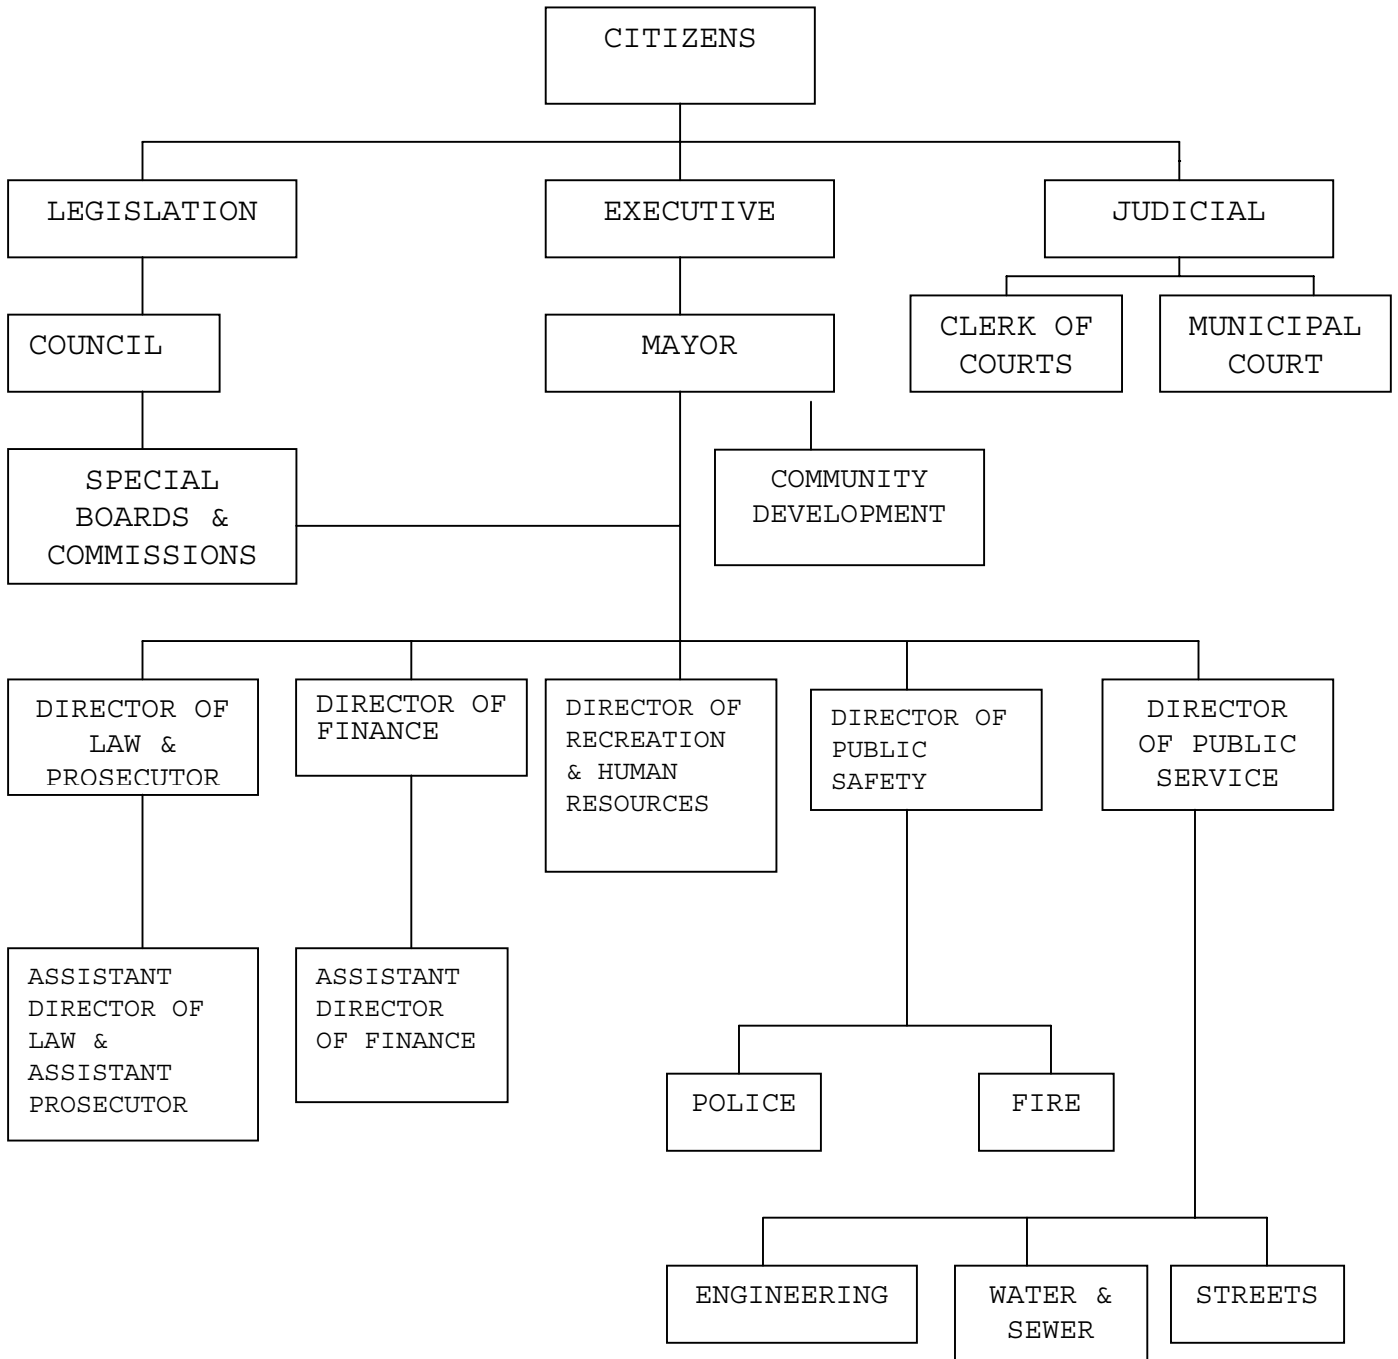 CITIZENS
LEGISLATION
EXECUTIVE
JUDICIAL
COUNCIL
MAYOR
CLERK OF
COURTS
MUNICIPAL
COURT
SPECIAL
BOARDS &
COMMISSIONS
COMMUNITY
DEVELOPMENT
DIRECTOR OF
LAW &
PROSECUTOR
DIRECTOR OF
FINANCE
DIRECTOR OF
RECREATION
& HUMAN
RESOURCES
DIRECTOR OF
PUBLIC
SAFETY
DIRECTOR
OF PUBLIC
SERVICE
ASSISTANT
DIRECTOR OF
LAW &
ASSISTANT
PROSECUTOR
ASSISTANT
DIRECTOR
OF FINANCE
POLICE
FIRE
ENGINEERING
WATER &
SEWER
STREETS